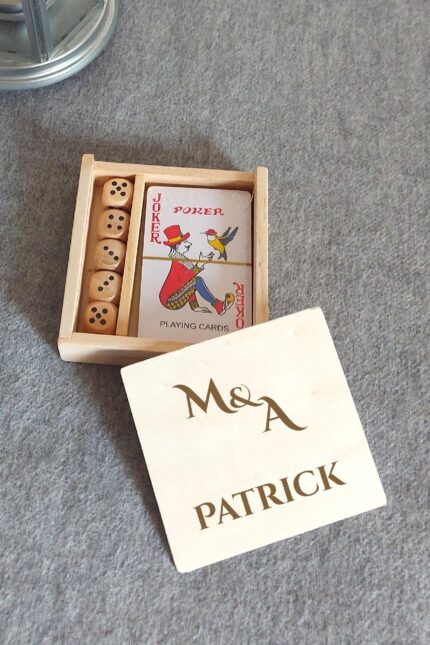 JOKER
POKER
PLAYING CARDS
JOKER
M&A
PATRICK